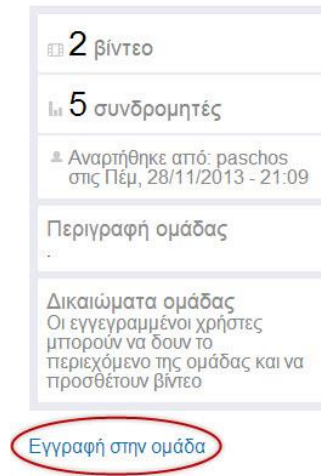 2 βίντεο
5 συνδρομητές
Αναρτήθηκε από: paschos
στις Πέμ, 28/11/2013 - 21:09
Περιγραφή ομάδας
.
Δικαιώματα ομάδας
Οι εγγεγραμμένοι χρήστες
μπορούν να δουν το
περιεχόμενο της ομάδας και να
προσθέτουν βίντεο
Εγγραφή στην ομάδα